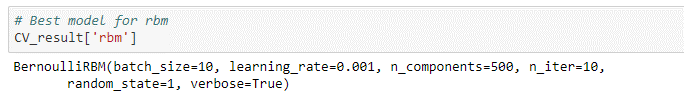 # Best model for rbm
CV_result['rbm']
BernoulliRBM(batch_size=10, learning_rate=0.001, n_components=500, n_iter=10,
random_state=1, verbose=True)